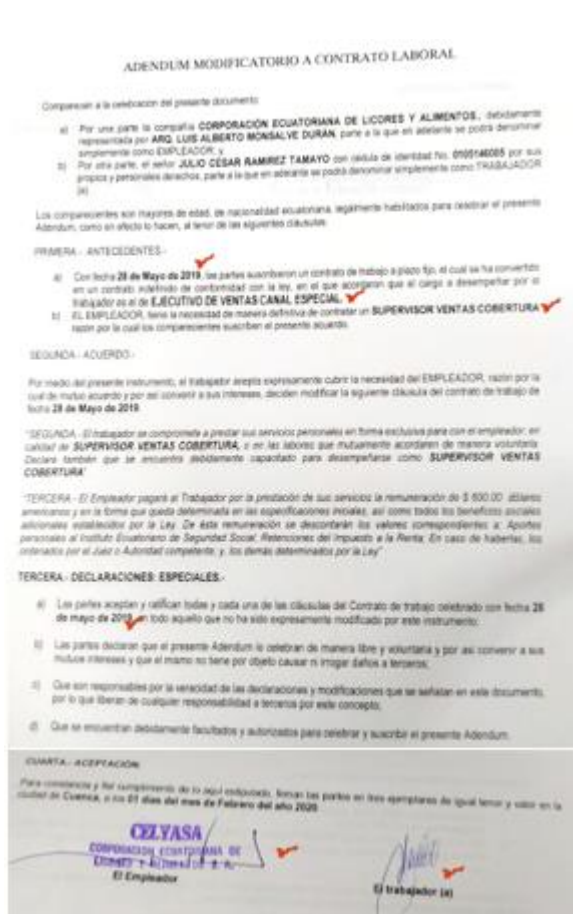 ADENDUM MODIFICATORIO A CONTRATO LABORAL
Comparecen a la celebración del presente documento:
a) Por una parte la compañía CORPORACIÓN ECUATORIANA DE LICORES Y ALIMENTOS., debidamente
representada por ARQ. LUIS ALBERTO MONSALVE DURÁN, parte a la que en adelante se podrá denominar
simplemente como EMPLEADOR; y
b) Por otra parte, el señor JULIO CÉSAR RAMIREZ TAMAYO con cédula de identidad No. 0105146085 por sus
propios y personales derechos, parte a la que en adelante se podrá denominar simplemente como TRABAJADOR
(a)
Los comparecientes son mayores de edad, de nacionalidad ecuatoriana, legalmente habilitados para celebrar el presente
Adendum, como en efecto lo hacen, al tenor de las siguientes cláusulas:
PRIMERA.- ANTECEDENTES.-
a) Con fecha 28 de Mayo de 2019, las partes suscribieron un contrato de trabajo a plazo fijo, el cual se ha convertido
en un contrato indefinido de conformidad con la ley, en el que acordaron que el cargo a desempeñar por el
trabajador es el de EJECUTIVO DE VENTAS CANAL ESPECIAL.
b) EL EMPLEADOR, tiene la necesidad de manera definitiva de contratar un SUPERVISOR VENTAS COBERTURA
razón por la cual los comparecientes suscriben el presente acuerdo.
SEGUNDA.- ACUERDO.-
Por medio del presente instrumento, el trabajador acepta expresamente cubrir la necesidad del EMPLEADOR, razón por la
cual de mutuo acuerdo y por así convenir a sus intereses, deciden modificar la siguiente cláusula del contrato de trabajo de
fecha 28 de Mayo de 2019.
"SEGUNDA.- El trabajador se compromete a prestar sus servicios personales en forma exclusiva para con el empleador, en
calidad de SUPERVISOR VENTAS COBERTURA, o en las labores que mutuamente acordaren de manera voluntaria.
Declara también que se encuentra debidamente capacitado para desempeñarse como SUPERVISOR VENTAS
COBERTURA"
"TERCERA.- El Empleador pagará al Trabajador por la prestación de sus servicios la remuneración de $ 600,00 dólares
americanos y en la forma que queda determinada en las especificaciones iniciales, así como todos los beneficios sociales
adicionales establecidos por la Ley. De ésta remuneración se descontarán los valores correspondientes a: Aportes
personales al Instituto Ecuatoriano de Seguridad Social, Retenciones del Impuesto a la Renta. En caso de haberlas, los
ordenados por el Juez o Autoridad competente, y, los demás determinados por la Ley"
TERCERA.- DECLARACIONES: ESPECIALES.-
a) Las partes aceptan y ratifican todas y cada una de las cláusulas del Contrato de trabajo celebrado con fecha 28
de mayo de 2019, en todo aquello que no ha sido expresamente modificado por este instrumento;
b) Las partes declaran que el presente Adendum lo celebran de manera libre y voluntaria y por así convenir a sus
mutuos intereses y que el mismo no tiene por objeto causar ni irrogar daños a terceros;
c) Que son responsables por la veracidad de las declaraciones y modificaciones que se señalan en este documento,
por lo que liberan de cualquier responsabilidad a terceros por este concepto;
d) Que se encuentran debidamente facultados y autorizados para celebrar y suscribir el presente Adendum.
CUARTA.- ACEPTACIÓN
Para constancia y fiel cumplimiento de lo aquí estipulado, firman las partes en tres ejemplares de igual tenor y valor en la
ciudad de Cuenca, a los 01 días del mes de Febrero del año 2020
CELYASA
CORPORACION ECUATORIANA DE
LICORES Y ALIMENTOS S. A.
El Empleador
El trabajador (a)